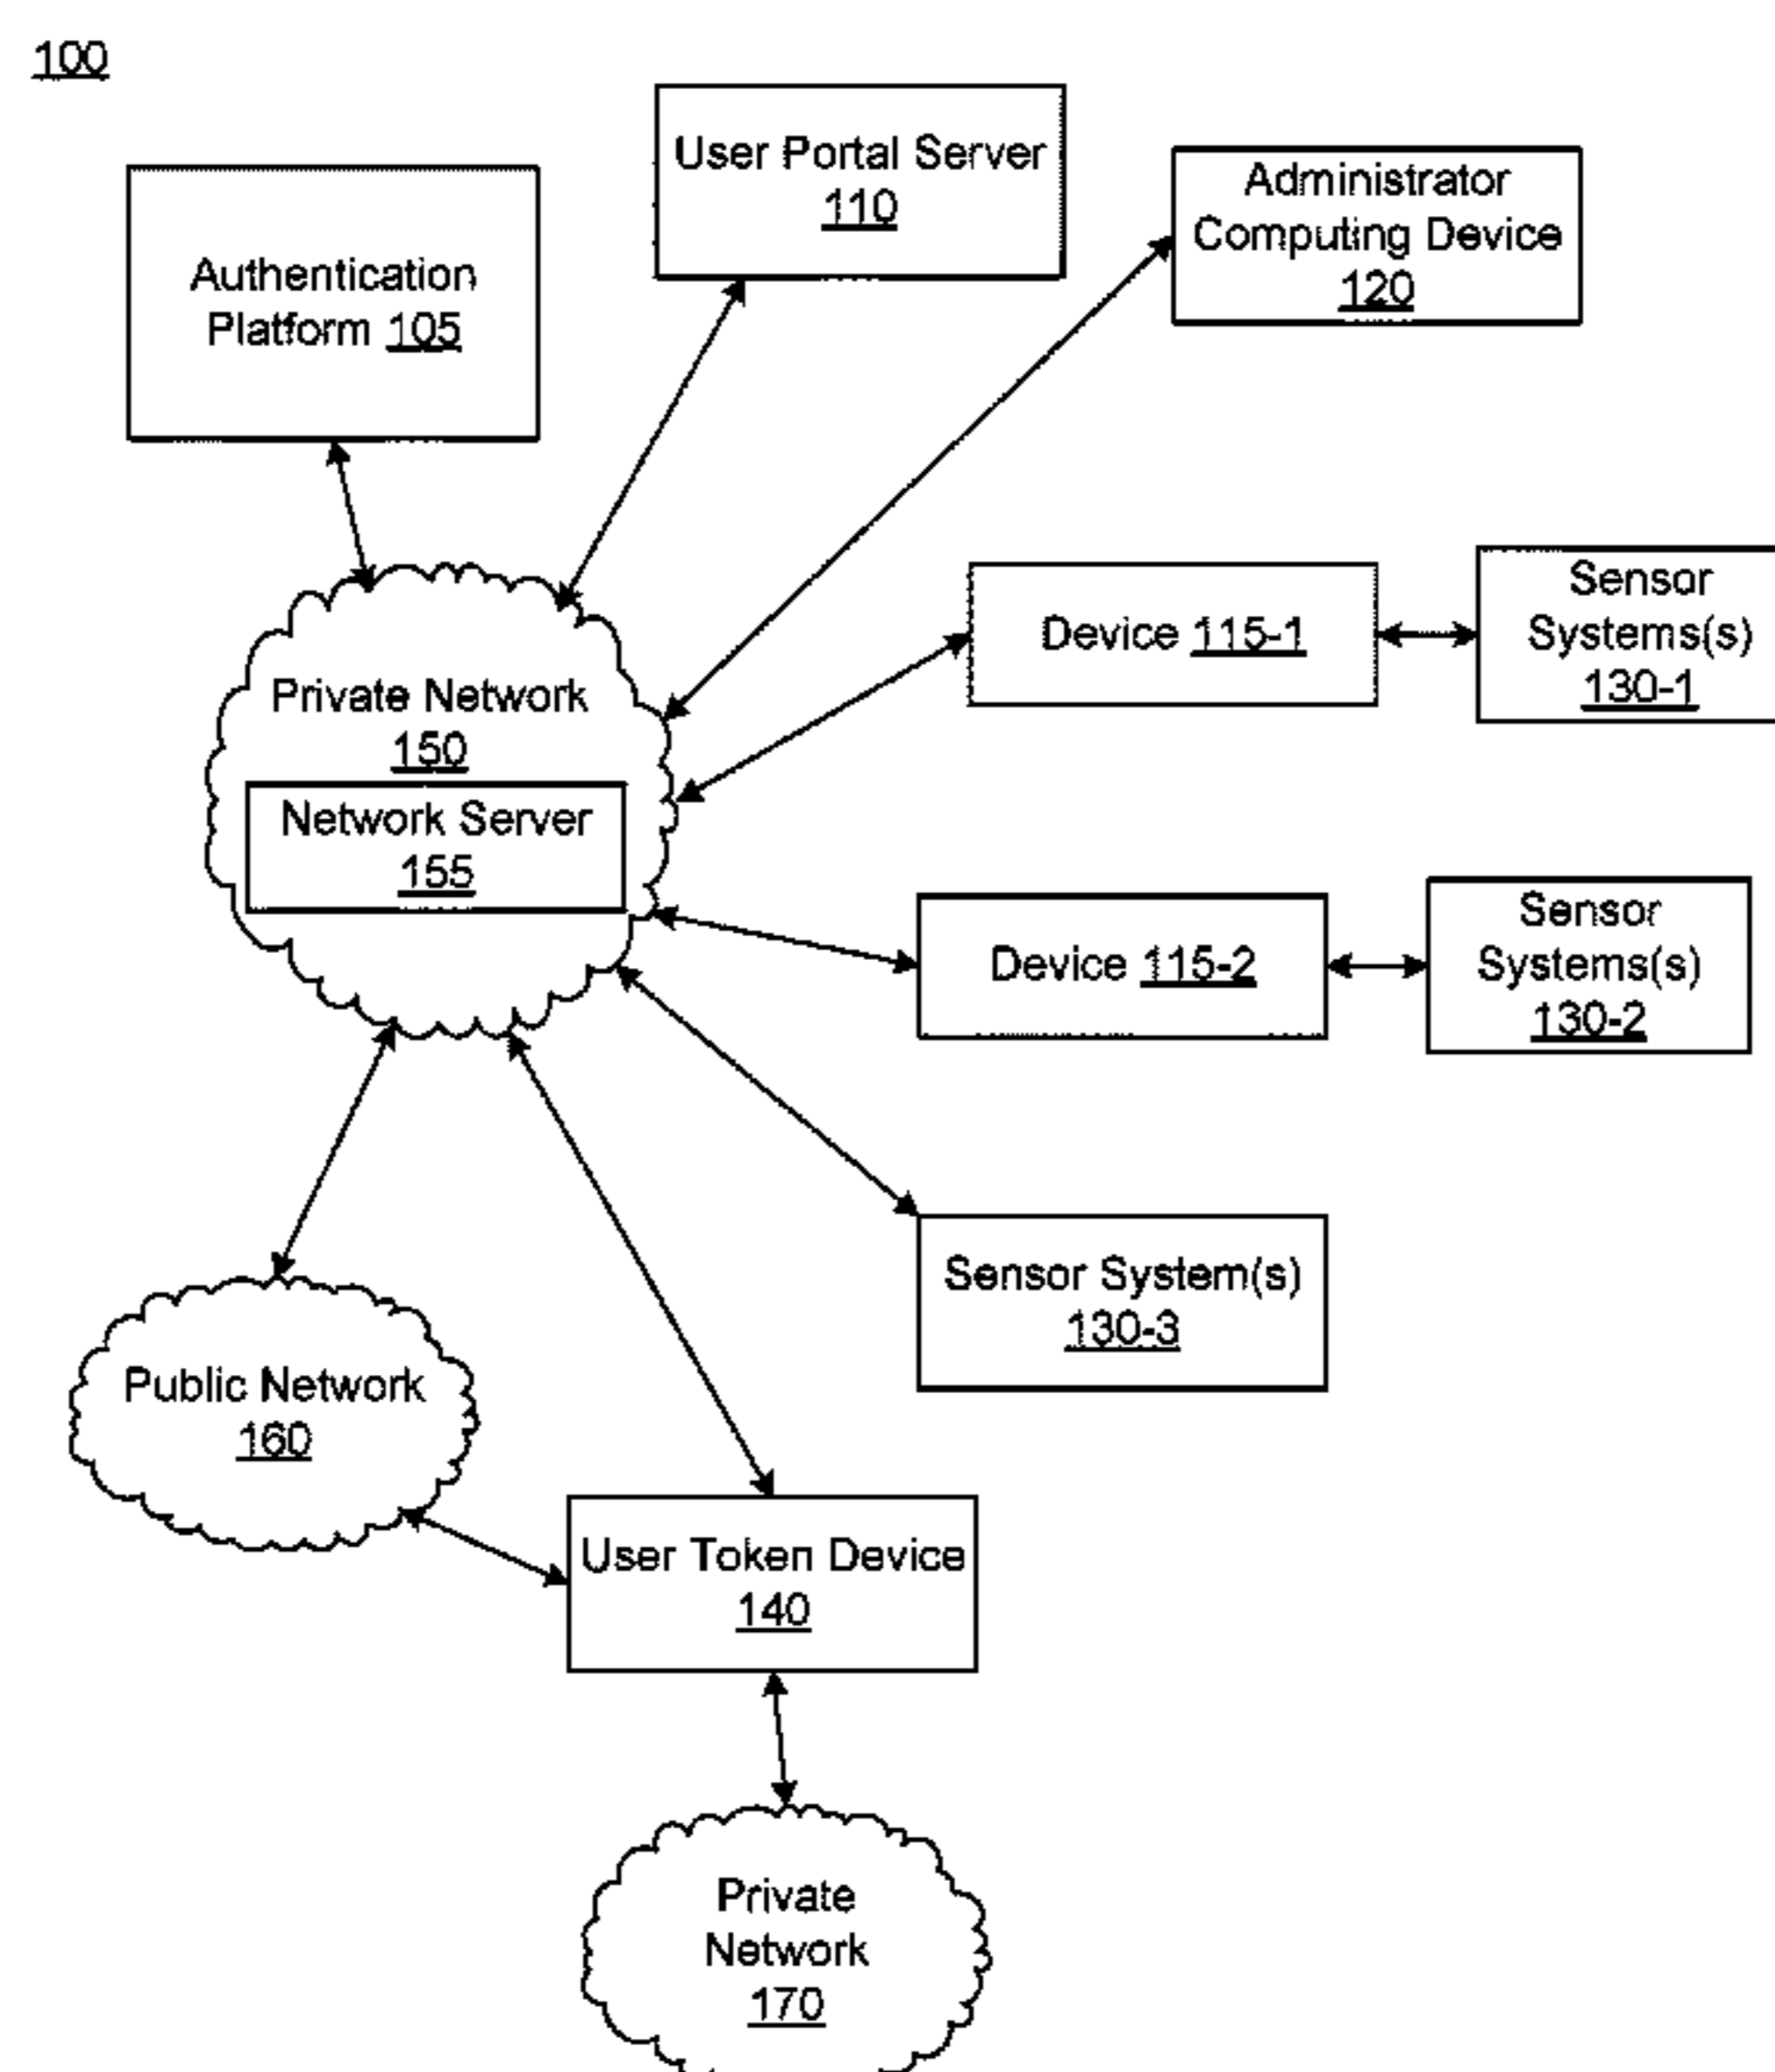 100
User Portal Server
110
Administrator
Computing Device
120
Authentication
Platform 105
Sensor
Systems(s)
130-1
Device 115-1
Private Network
150
Network Server
155
Sensor
Systems(s)
130-2
Device 115-2
Sensor System(s)
130-3
Public Network
160
User Token Device
140
Private
Network
170